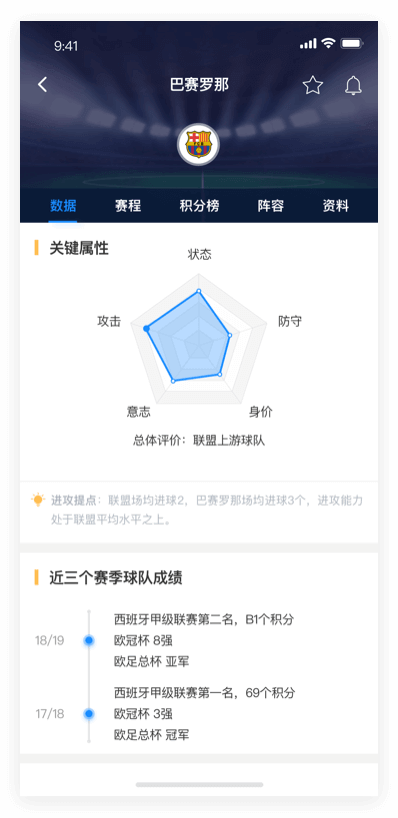 9:41
巴赛罗那
数据 赛程 积分榜 阵容 资料
关键属性
状态
攻击 防守
意志 身价
总体评价：联盟上游球队
进攻提点：联盟场均进球2，巴赛罗那场均进球3个，进攻能力
处于联盟平均水平之上。
近三个赛季球队成绩
西班牙甲级联赛第二名，B1个积分
18/19 欧冠杯 8强
欧足总杯 亚军
西班牙甲级联赛第一名，69个积分
17/18 欧冠杯 3强
欧足总杯 冠军